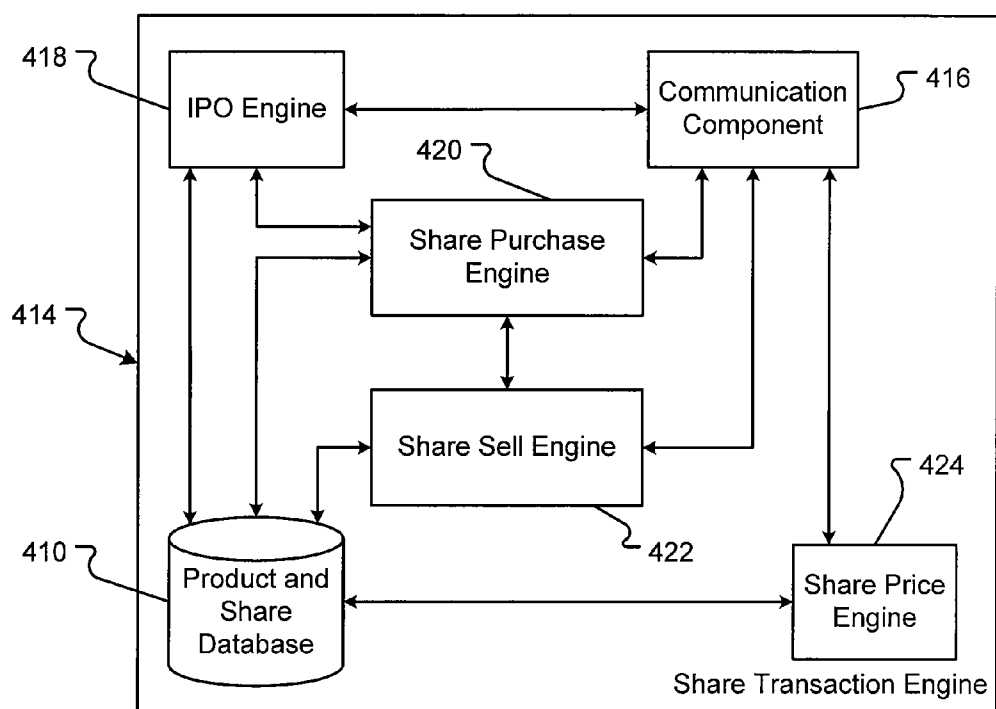 418
IPO Engine
Communication
Component
416
420
Share Purchase
Engine
414
Share Sell Engine
424
410
Product and
Share
Database
422
Share Price
Engine
Share Transaction Engine